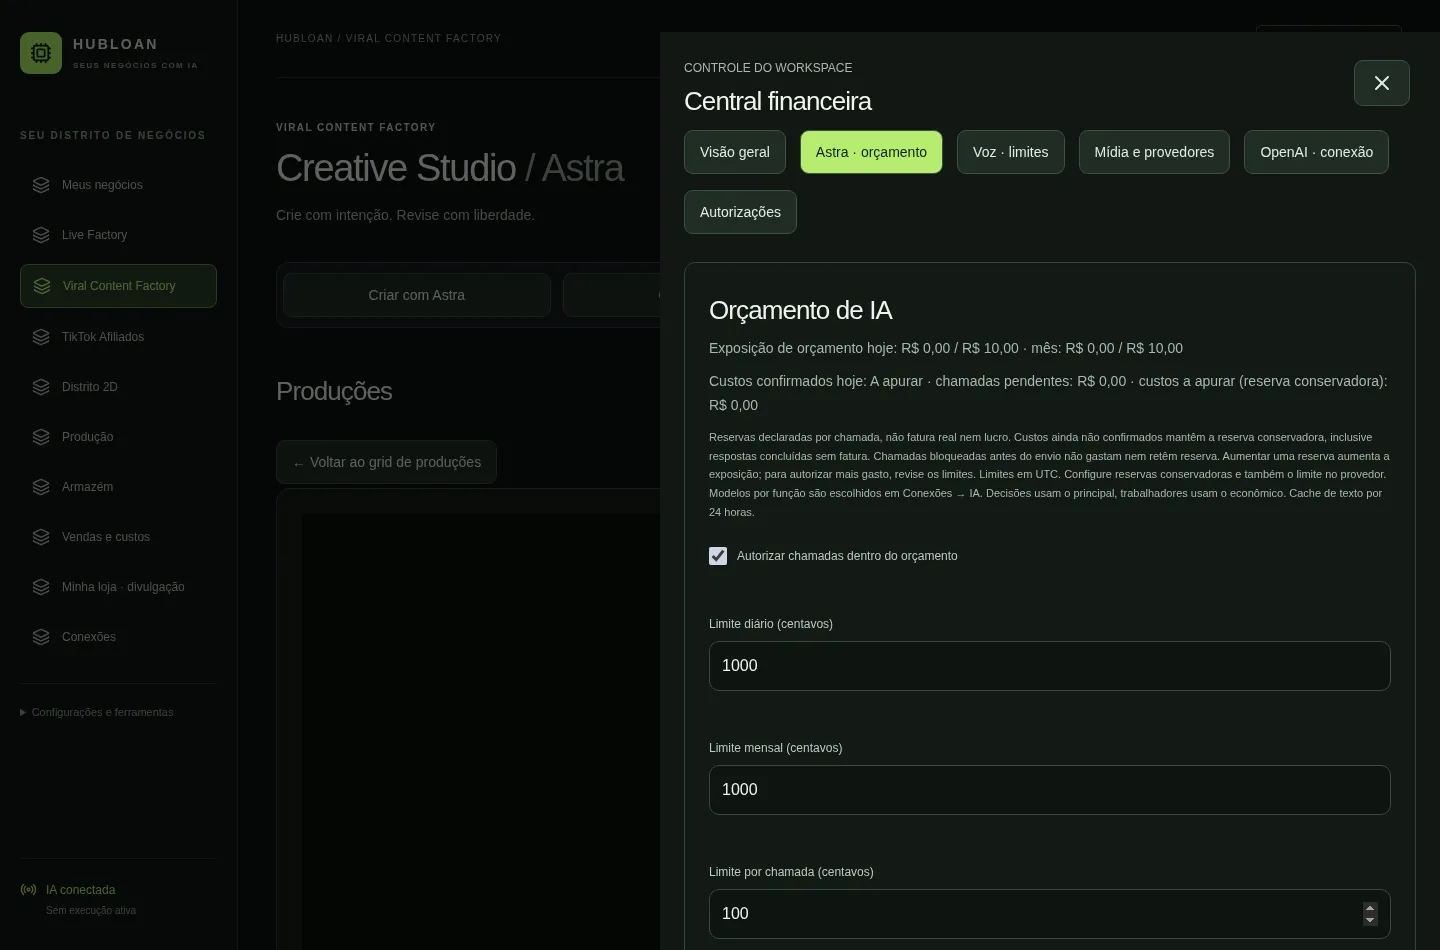 HUBLOAN
SEUS NEGÓCIOS COM IA
SEU DISTRITO DE NEGÓCIOS
Meus negócios
Live Factory
Viral Content Factory
TikTok Afiliados
Distrito 2D
Produção
Armazém
Vendas e custos
Minha loja · divulgação
Conexões
▶ Configurações e ferramentas
IA conectada
Sem execução ativa
HUBLOAN / VIRAL CONTENT FACTORY
VIRAL CONTENT FACTORY
Creative Studio / Astra
Crie com intenção. Revise com liberdade.
Criar com Astra
Produções
← Voltar ao grid de produções
CONTROLE DO WORKSPACE
Central financeira
Visão geral
Astra · orçamento
Voz · limites
Mídia e provedores
OpenAI · conexão
Autorizações
Orçamento de IA
Exposição de orçamento hoje: R$ 0,00 / R$ 10,00 · mês: R$ 0,00 / R$ 10,00
Custos confirmados hoje: A apurar · chamadas pendentes: R$ 0,00 · custos a apurar (reserva conservadora):
R$ 0,00
Reservas declaradas por chamada, não fatura real nem lucro. Custos ainda não confirmados mantêm a reserva conservadora, inclusive
respostas concluídas sem fatura. Chamadas bloqueadas antes do envio não gastam nem retêm reserva. Aumentar uma reserva aumenta a
exposição; para autorizar mais gasto, revise os limites. Limites em UTC. Configure reservas conservadoras e também o limite no provedor.
Modelos por função são escolhidos em Conexões → IA. Decisões usam o principal, trabalhadores usam o econômico. Cache de texto por
24 horas.
Autorizar chamadas dentro do orçamento
Limite diário (centavos)
1000
Limite mensal (centavos)
1000
Limite por chamada (centavos)
100